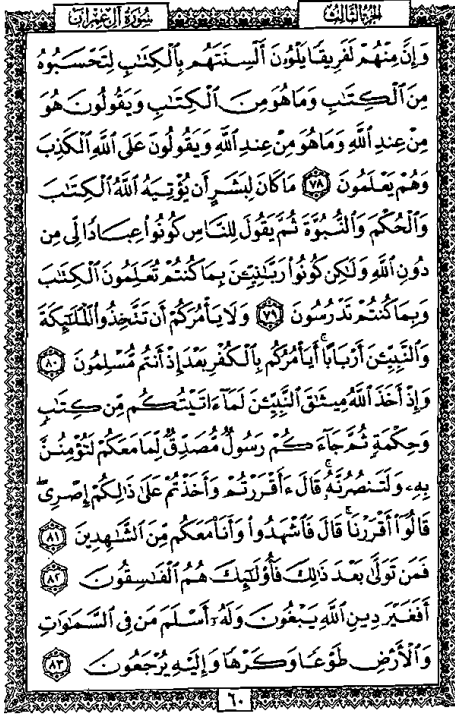 الجزء الثالث
سورة آل عمران
وَإِنَّ مِنْهُمْ لَفَرِيقًا يَلْوُۥنَ أَلْسِنَتَهُم بِٱلْكِتَٰبِ لِتَحْسَبُوهُ
مِنَ ٱلْكِتَٰبِ وَمَا هُوَ مِنَ ٱلْكِتَٰبِ وَيَقُولُونَ هُوَ
مِنْ عِندِ ٱللَّهِ وَمَا هُوَ مِنْ عِندِ ٱللَّهِ وَيَقُولُونَ عَلَى ٱللَّهِ ٱلْكَذِبَ
وَهُمْ يَعْلَمُونَ ٧٨ مَا كَانَ لِبَشَرٍ أَن يُؤْتِيَهُ ٱللَّهُ ٱلْكِتَٰبَ
وَٱلْحُكْمَ وَٱلنُّبُوَّةَ ثُمَّ يَقُولَ لِلنَّاسِ كُونُوا۟ عِبَادًا لِّى مِن
دُونِ ٱللَّهِ وَلَٰكِن كُونُوا۟ رَبَّٰنِيِّۦنَ بِمَا كُنتُمْ تُعَلِّمُونَ ٱلْكِتَٰبَ
وَبِمَا كُنتُمْ تَدْرُسُونَ ٧٩ وَلَا يَأْمُرَكُمْ أَن تَتَّخِذُوا۟ ٱلْمَلَٰٓئِكَةَ
وَٱلنَّبِيِّۦنَ أَرْبَابًا ۗ أَيَأْمُرُكُم بِٱلْكُفْرِ بَعْدَ إِذْ أَنتُم مُّسْلِمُونَ ٨٠
وَإِذْ أَخَذَ ٱللَّهُ مِيثَٰقَ ٱلنَّبِيِّۦنَ لَمَآ ءَاتَيْتُكُم مِّن كِتَٰبٍ
وَحِكْمَةٍ ثُمَّ جَآءَكُمْ رَسُولٌ مُّصَدِّقٌ لِّمَا مَعَكُمْ لَتُؤْمِنُنَّ
بِهِۦ وَلَتَنصُرُنَّهُۥ ۚ قَالَ ءَأَقْرَرْتُمْ وَأَخَذْتُمْ عَلَىٰ ذَٰلِكُمْ إِصْرِى ۖ
قَالُوٓا۟ أَقْرَرْنَا ۚ قَالَ فَٱشْهَدُوا۟ وَأَنَا۠ مَعَكُم مِّنَ ٱلشَّٰهِدِينَ ٨١
فَمَن تَوَلَّىٰ بَعْدَ ذَٰلِكَ فَأُو۟لَٰٓئِكَ هُمُ ٱلْفَٰسِقُونَ ٨٢
أَفَغَيْرَ دِينِ ٱللَّهِ يَبْغُونَ وَلَهُۥٓ أَسْلَمَ مَن فِى ٱلسَّمَٰوَٰتِ
وَٱلْأَرْضِ طَوْعًا وَكَرْهًا وَإِلَيْهِ يُرْجَعُونَ ٨٣
٦٠